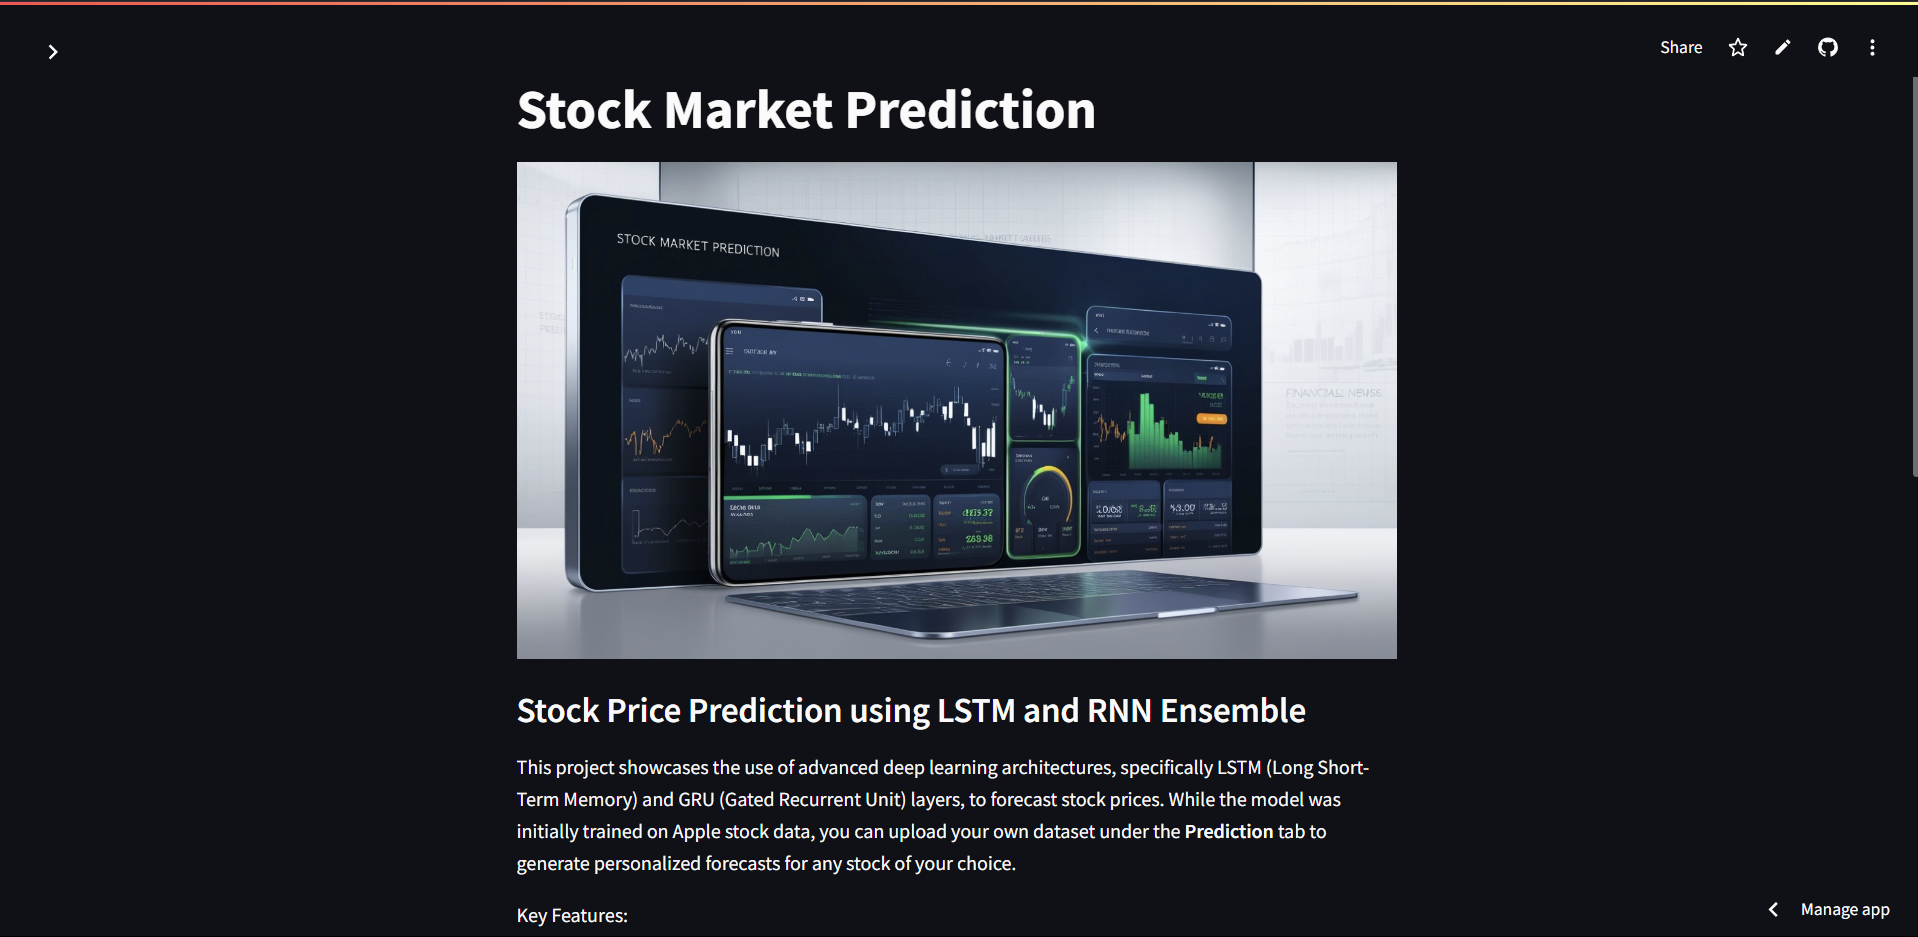 Share
Stock Market Prediction
STOCK MARKET PREDICTION
FINANCIAL NEWSE
263.98
Stock Price Prediction using LSTM and RNN Ensemble
This project showcases the use of advanced deep learning architectures, specifically LSTM (Long Short-
Term Memory) and GRU (Gated Recurrent Unit) layers, to forecast stock prices. While the model was
initially trained on Apple stock data, you can upload your own dataset under the Prediction tab to
generate personalized forecasts for any stock of your choice.
Key Features:
Manage app